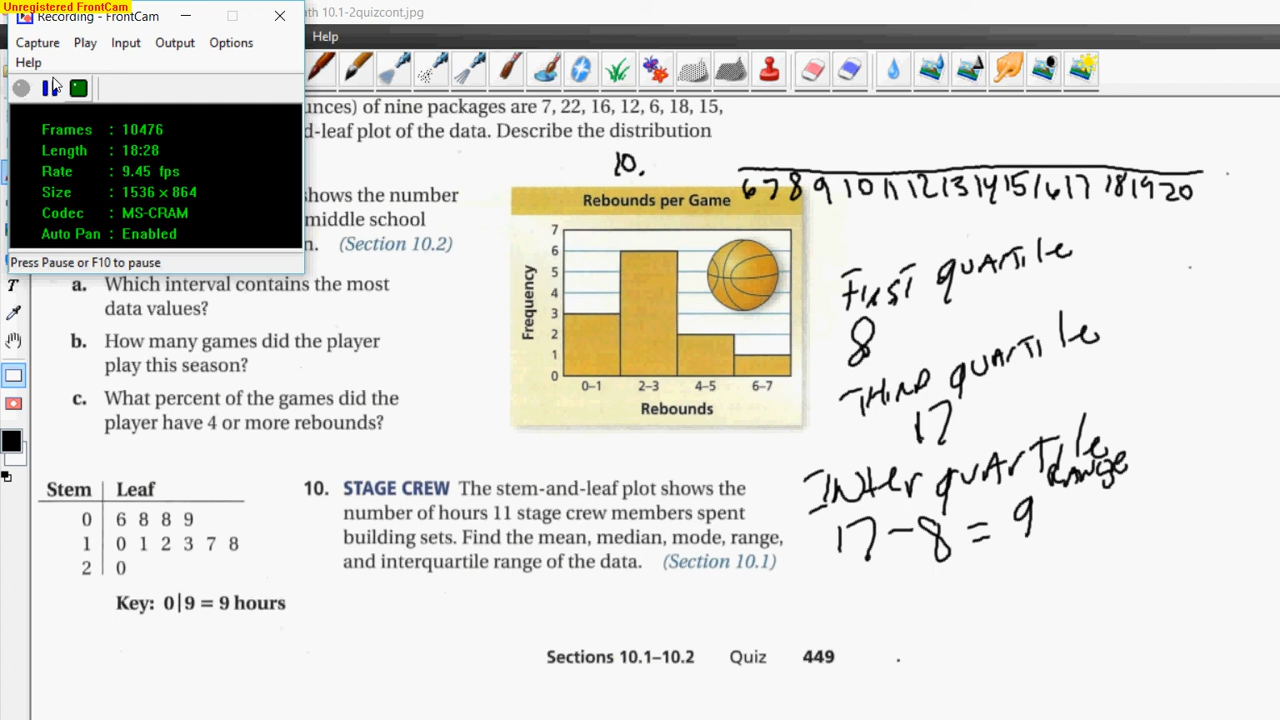 Unregistered FrontCam
Recording - FrontCam
Capture Play Input Output Options
Help
Frames : 10476
Length : 18:28
Rate : 9.45 fps
Size : 1536 × 864
Codec : MS-CRAM
Auto Pan : Enabled
Press Pause or F10 to pause
10.1-2quizcont.jpg
Help
of nine packages are 7, 22, 16, 12, 6, 18, 15,
plot of the data. Describe the distribution
shows the number
middle school
(Section 10.2)
a. Which interval contains the most
data values?
b. How many games did the player
play this season?
c. What percent of the games did the
player have 4 or more rebounds?
10.
Rebounds per Game
Frequency
7
6
5
4
3
2
1
0
0–1 2–3 4–5 6–7
Rebounds
6 7 8 9 10 11 12 13 14 15 16 17 18 19 20
FIRST QUARTILE
8
THIRD QUARTILE
17
INTERQUARTILE
RANGE
17 - 8 = 9
Stem Leaf
0 6 8 8 9
1 0 1 2 3 7 8
2 0
Key: 0|9 = 9 hours
10. STAGE CREW The stem-and-leaf plot shows the
number of hours 11 stage crew members spent
building sets. Find the mean, median, mode, range,
and interquartile range of the data. (Section 10.1)
Sections 10.1–10.2 Quiz 449
T